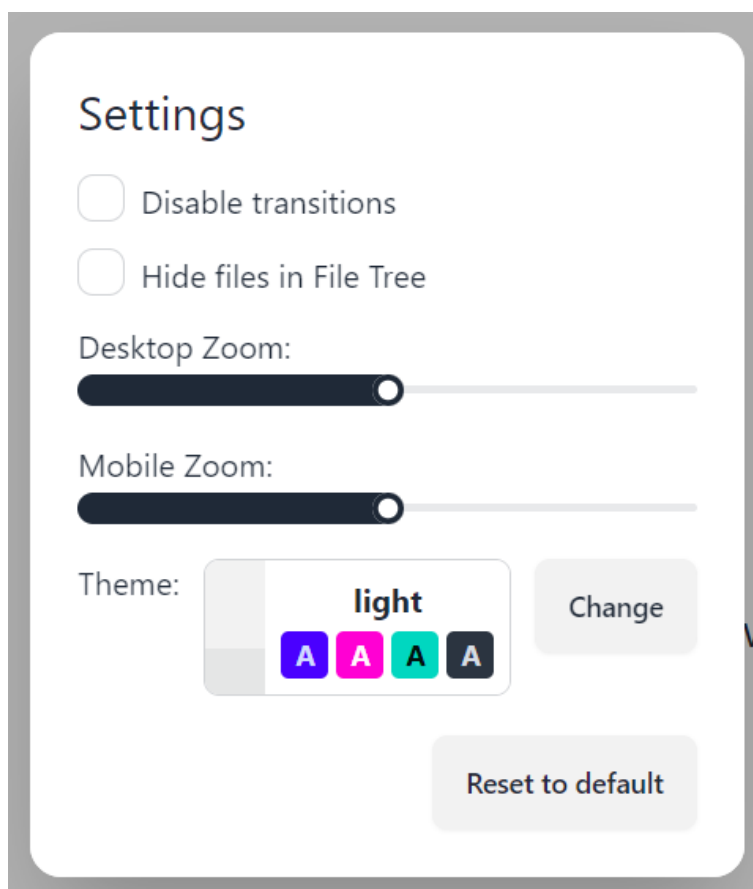 Settings
Disable transitions
Hide files in File Tree
Desktop Zoom:
Mobile Zoom:
Theme:
light
A A A A
Change
Reset to default